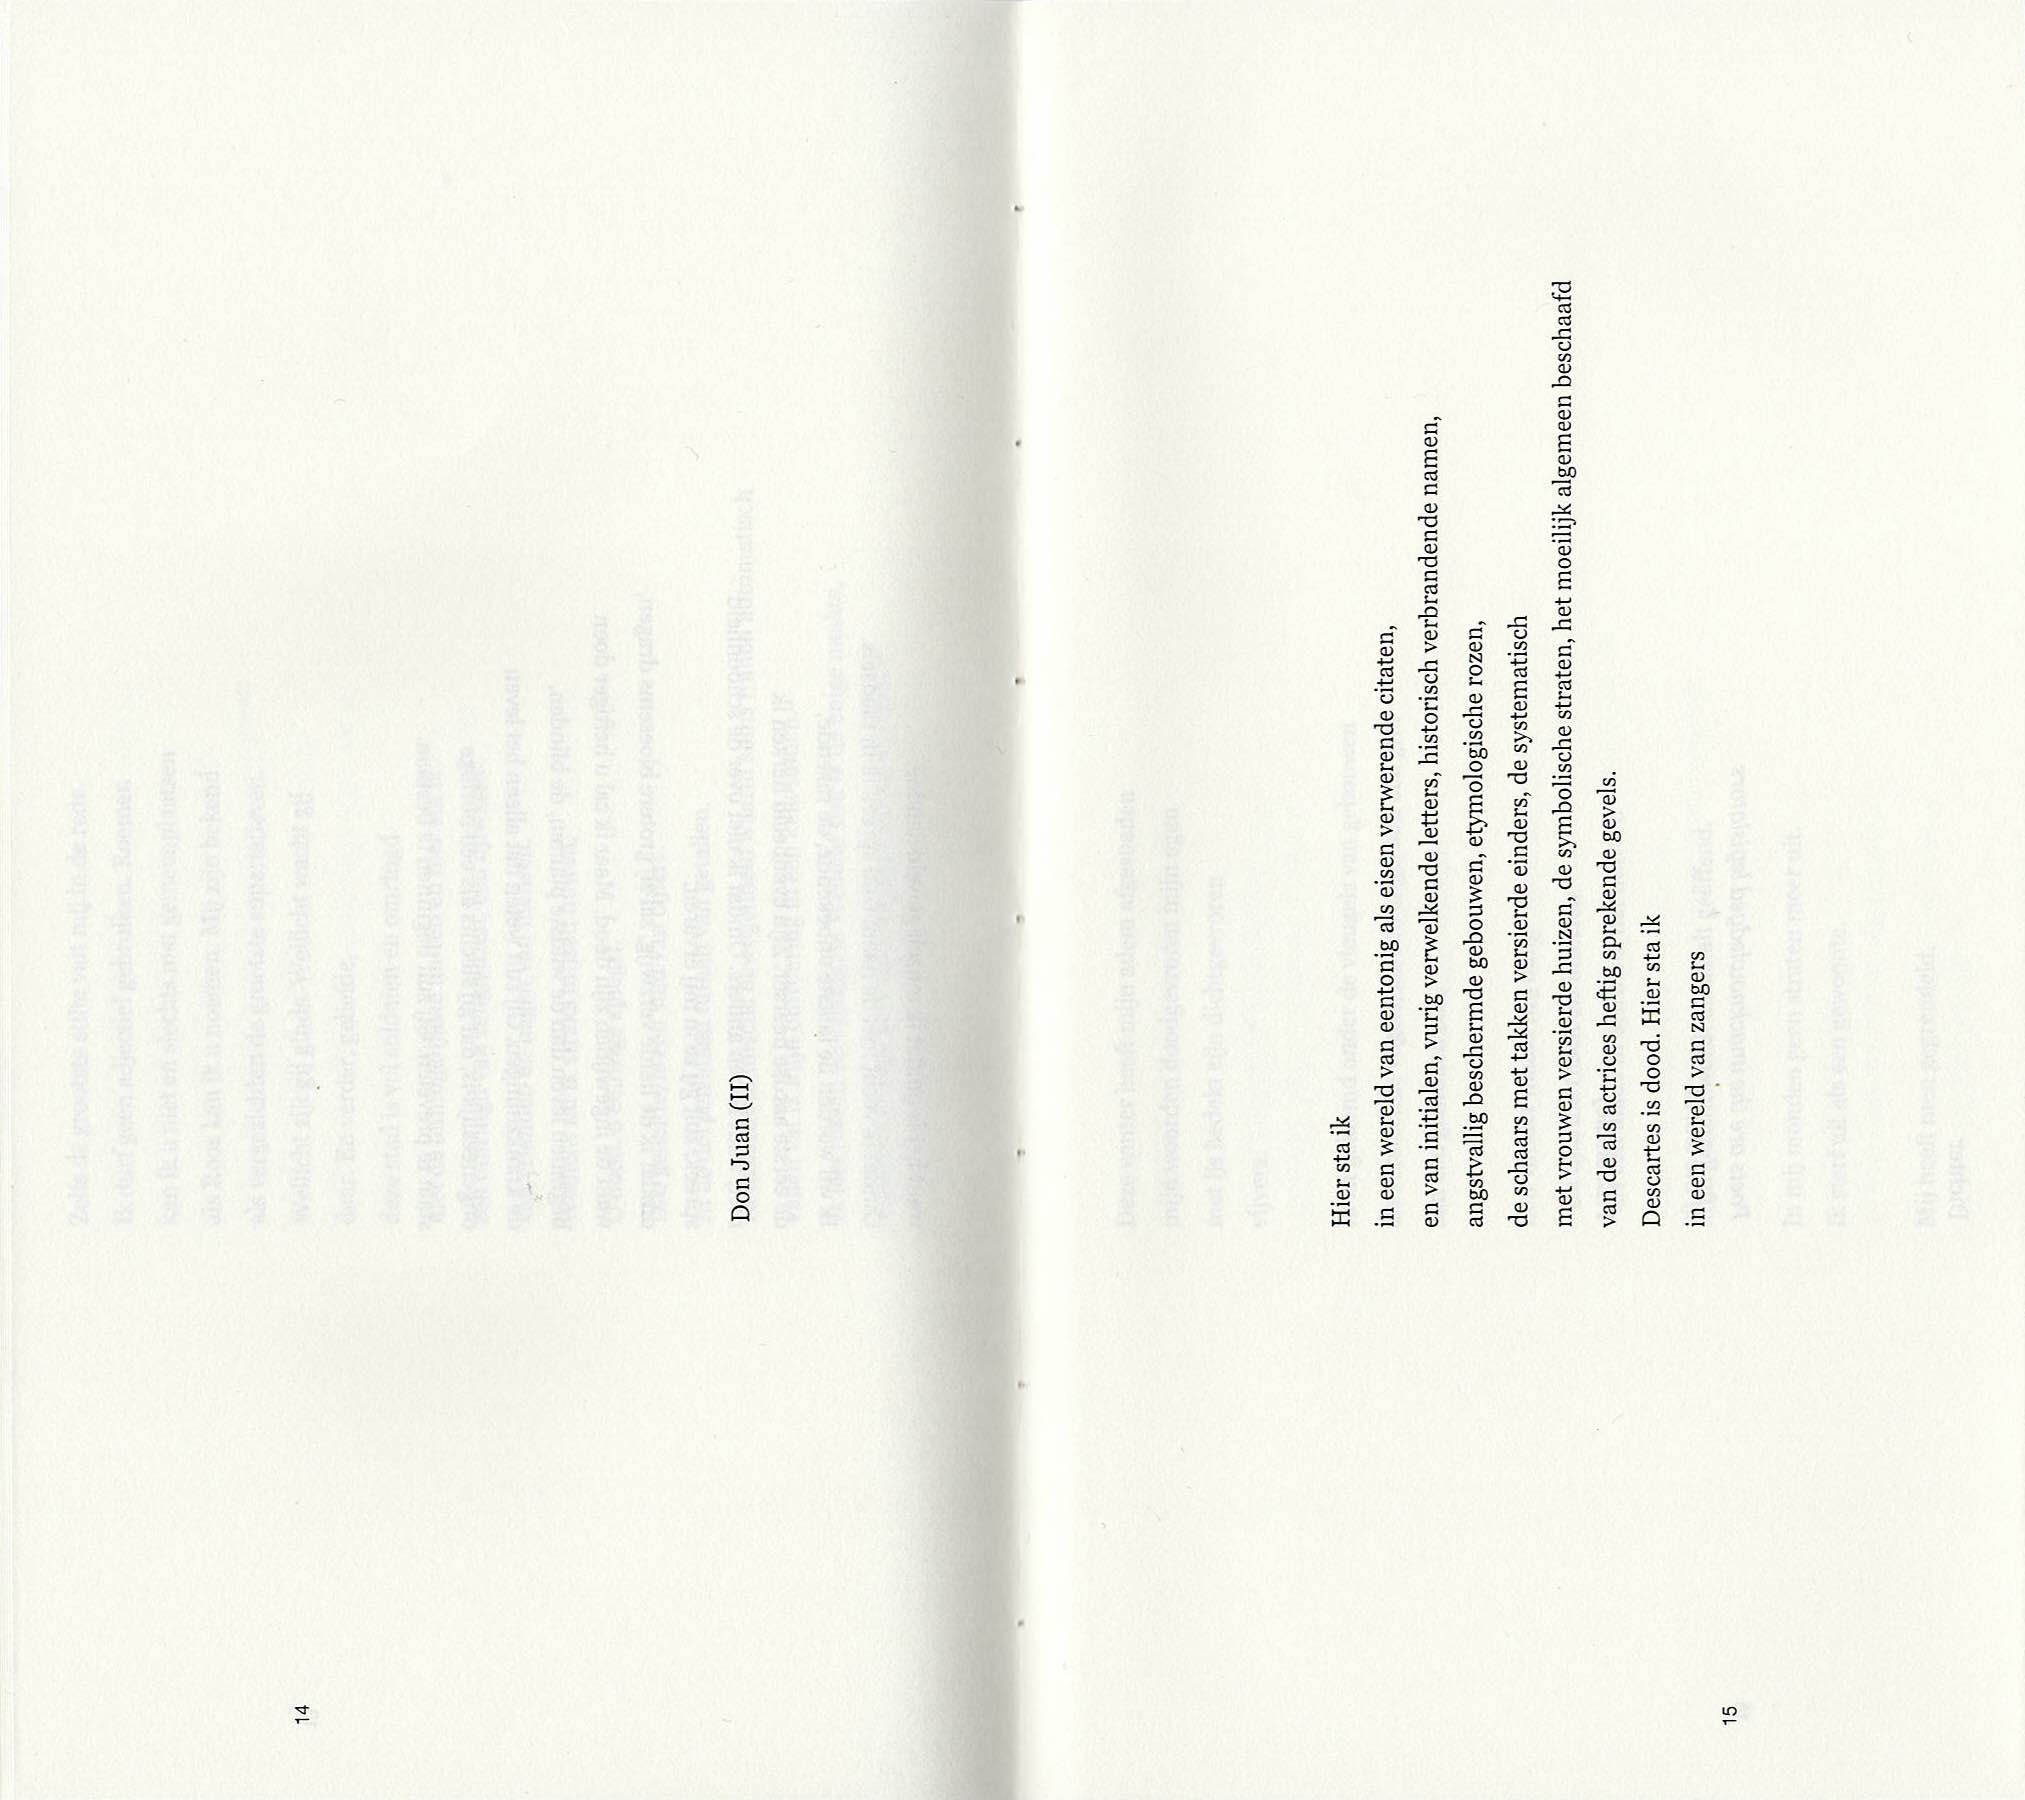 14
Don Juan (II)
Hier sta ik
in een wereld van eentonig als eisen verwerende citaten,
en van initialen, vurig verwelkende letters, historisch verbrandende namen,
angstvallig beschermde gebouwen, etymologische rozen,
de schaars met takken versierde einders, de systematisch
met vrouwen versierde huizen, de symbolische straten, het moeilijk algemeen beschaafd
van de als actrices heftig sprekende gevels.
Descartes is dood. Hier sta ik
in een wereld van zangers
15